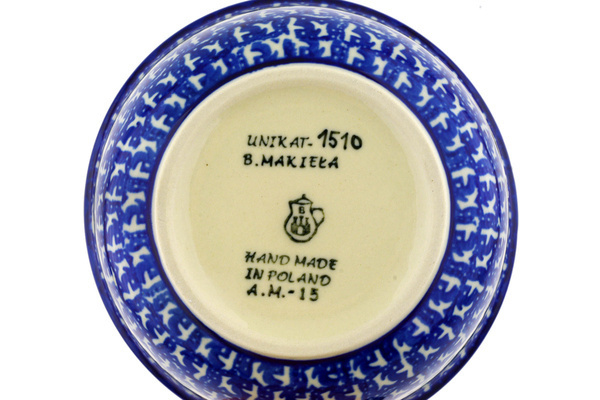 UNIKAT-1510
B.MAKIEŁA
B
HAND MADE
IN POLAND
A.M.-15